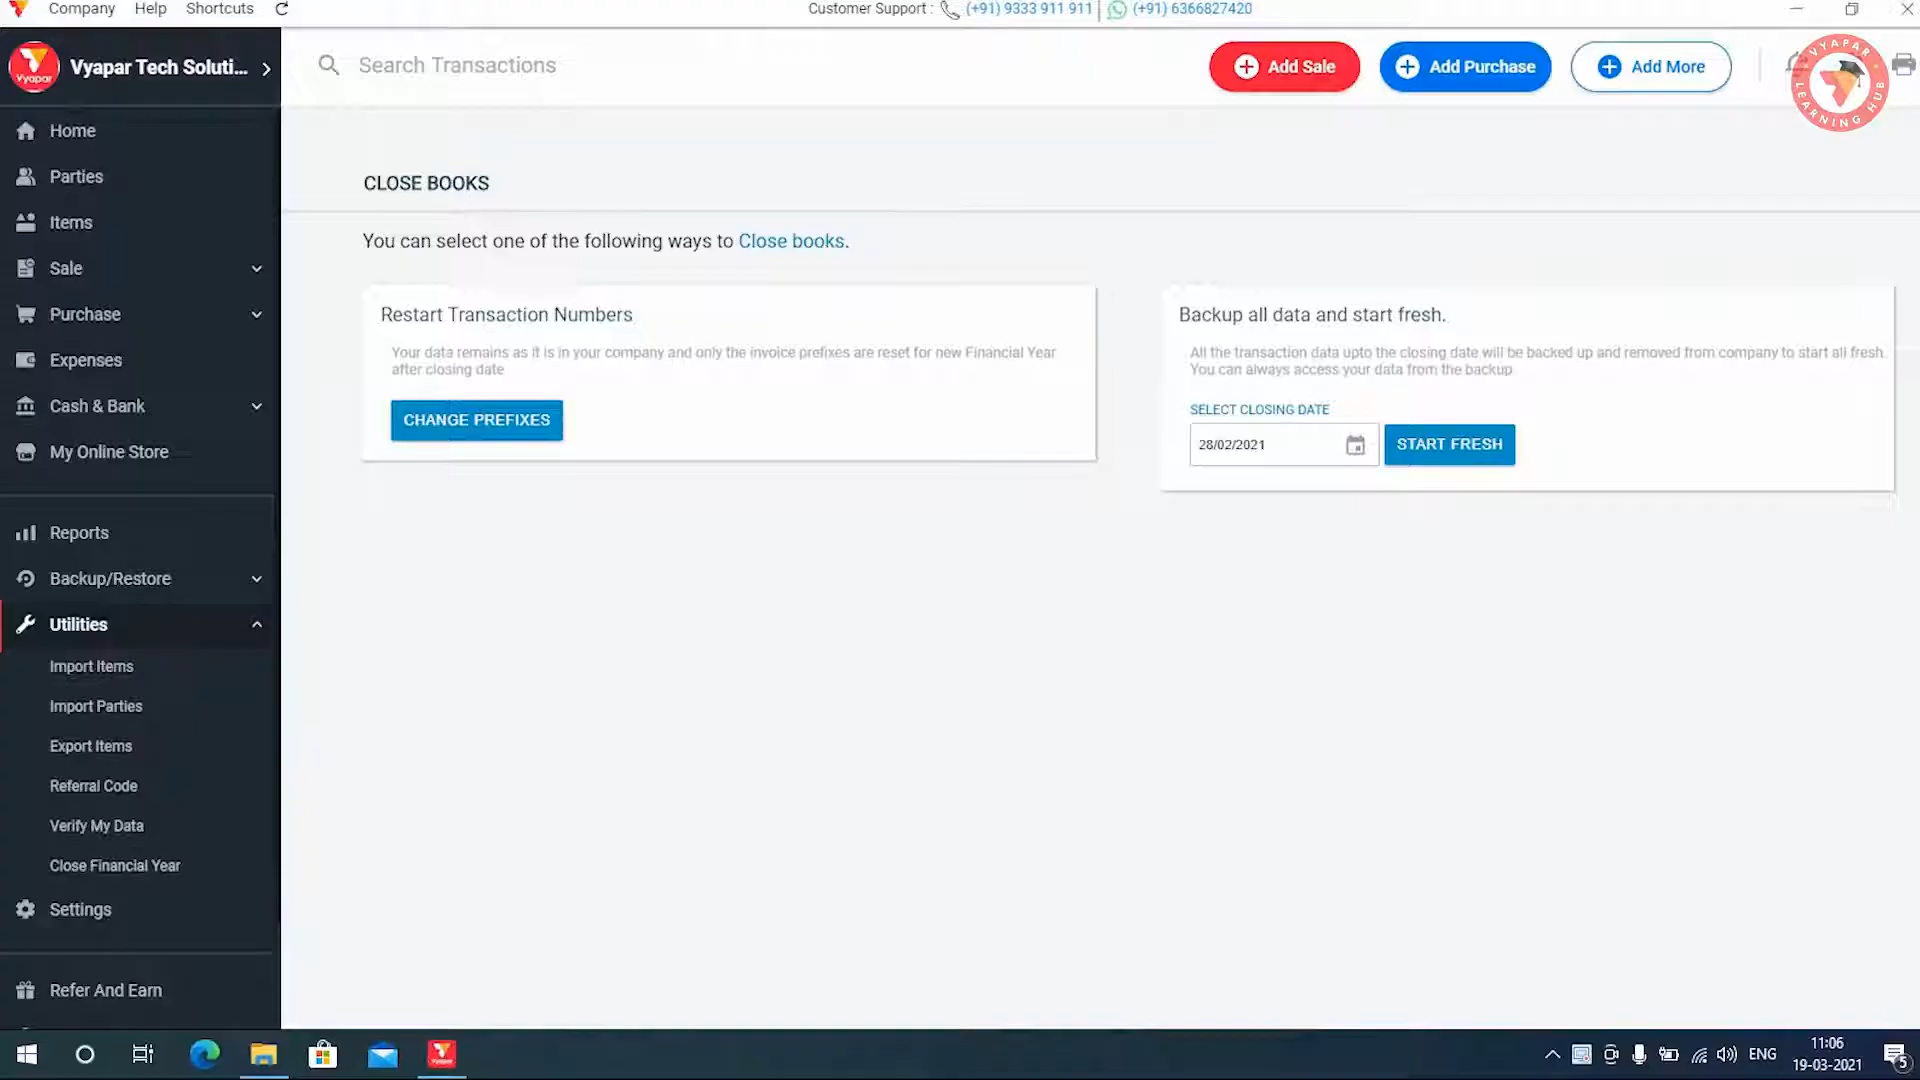 Company Help Shortcuts
Customer Support : (+91) 9333 911 911 | (+91) 6366827420
Vyapar
Vyapar Tech Soluti...
Search Transactions
Add Sale
Add Purchase
Add More
VYAPAR
LEARNING HUB
Home
Parties
Items
Sale
Purchase
Expenses
Cash & Bank
My Online Store
Reports
Backup/Restore
Utilities
Import Items
Import Parties
Export Items
Referral Code
Verify My Data
Close Financial Year
Settings
Refer And Earn
CLOSE BOOKS
You can select one of the following ways to Close books.
Restart Transaction Numbers
Your data remains as it is in your company and only the invoice prefixes are reset for new Financial Year
after closing date
CHANGE PREFIXES
Backup all data and start fresh.
All the transaction data upto the closing date will be backed up and removed from company to start all fresh.
You can always access your data from the backup
SELECT CLOSING DATE
28/02/2021
START FRESH
ENG
11:06
19-03-2021
5